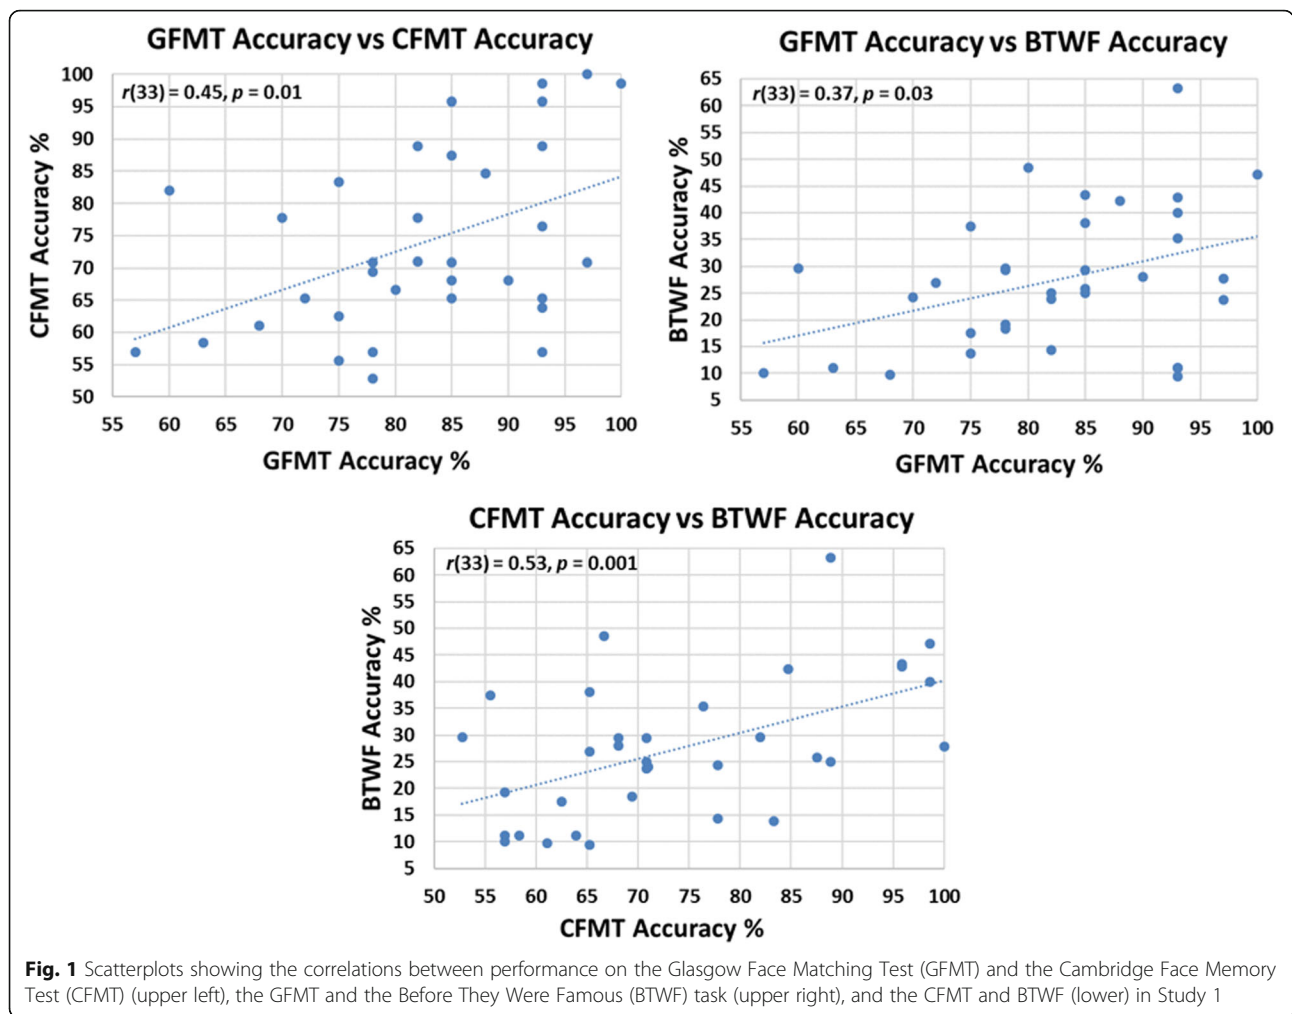 GFMT Accuracy vs CFMT Accuracy
r(33) = 0.45, p = 0.01
CFMT Accuracy %
100
95
90
85
80
75
70
65
60
55
50
55 60 65 70 75 80 85 90 95 100
GFMT Accuracy %
GFMT Accuracy vs BTWF Accuracy
r(33) = 0.37, p = 0.03
BTWF Accuracy %
65
60
55
50
45
40
35
30
25
20
15
10
5
55 60 65 70 75 80 85 90 95 100
GFMT Accuracy %
CFMT Accuracy vs BTWF Accuracy
r(33) = 0.53, p = 0.001
BTWF Accuracy %
65
60
55
50
45
40
35
30
25
20
15
10
5
50 55 60 65 70 75 80 85 90 95 100
CFMT Accuracy %
Fig. 1 Scatterplots showing the correlations between performance on the Glasgow Face Matching Test (GFMT) and the Cambridge Face Memory
Test (CFMT) (upper left), the GFMT and the Before They Were Famous (BTWF) task (upper right), and the CFMT and BTWF (lower) in Study 1